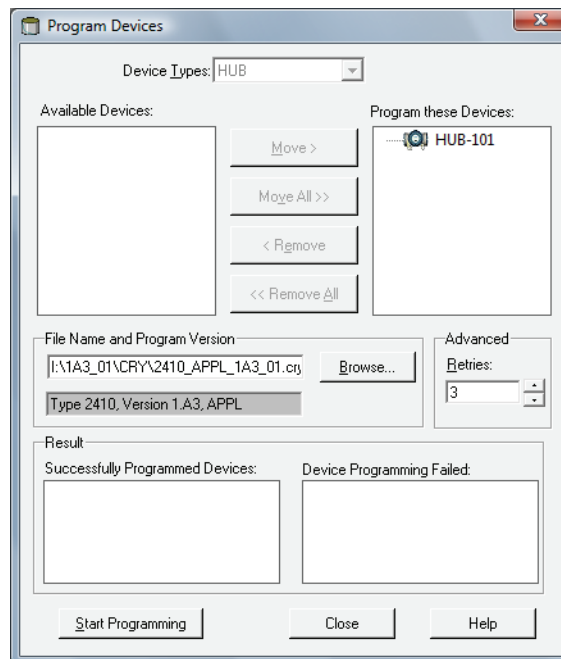 Program Devices
Device Types: HUB
Available Devices:
Program these Devices:
HUB-101
Move >
Move All >>
< Remove
<< Remove All
File Name and Program Version
I:\1A3_01\CRY\2410_APPL_1A3_01.cry
Browse...
Type 2410, Version 1.A3, APPL
Advanced
Retries:
3
Result
Successfully Programmed Devices:
Device Programming Failed:
Start Programming
Close
Help